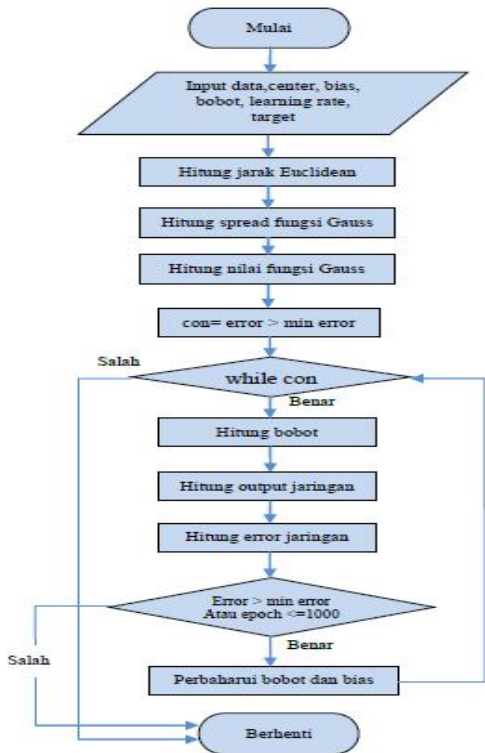 Mulai
Input data,center, bias,
bobot, learning rate,
target
Hitung jarak Euclidean
Hitung spread fungsi Gauss
Hitung nilai fungsi Gauss
con= error > min error
Salah
while con
Benar
Hitung bobot
Hitung output jaringan
Hitung error jaringan
Error > min error
Atau epoch <=1000
Benar
Salah
Perbaharui bobot dan bias
Berhenti